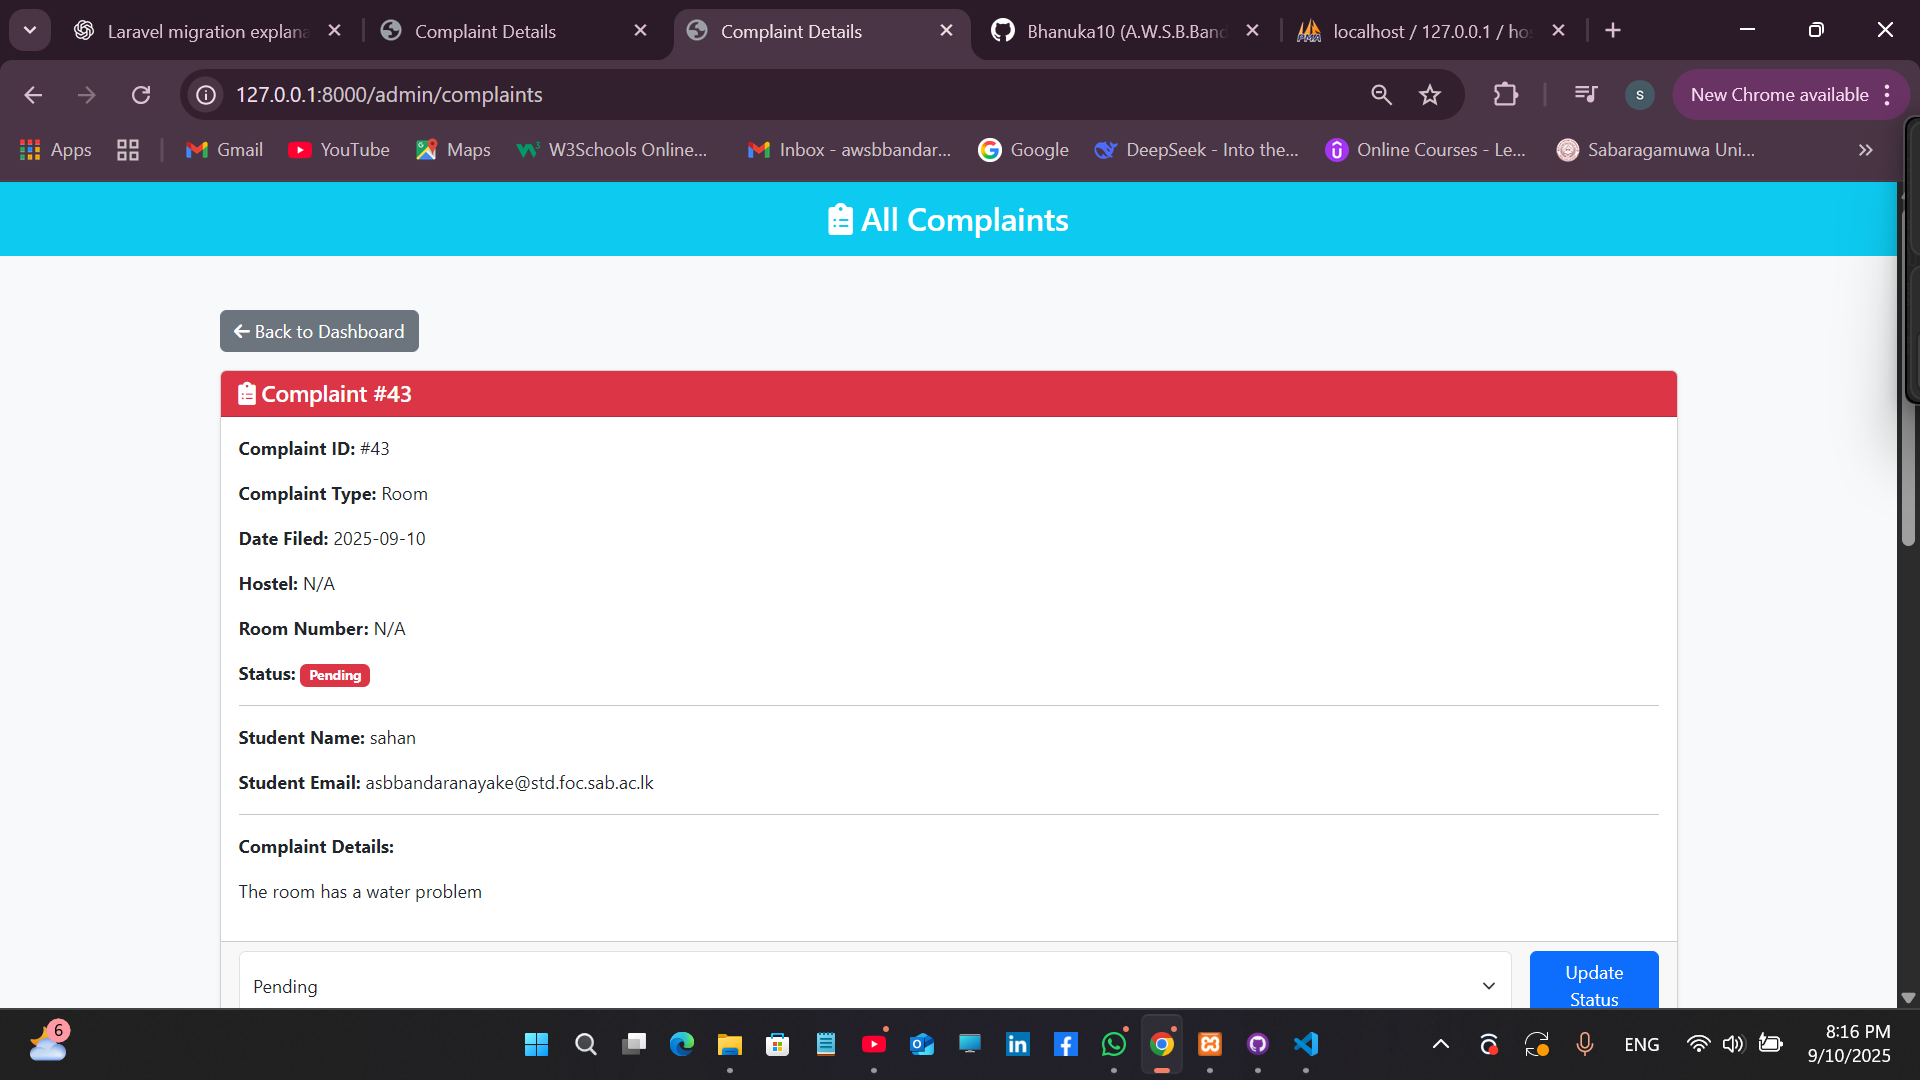 Laravel migration explana
Complaint Details
Complaint Details
Bhanuka10 (A.W.S.B.Band
localhost / 127.0.0.1 / hos
127.0.0.1:8000/admin/complaints
New Chrome available
Apps
Gmail
YouTube
Maps
W3Schools Online...
Inbox - awsbbandar...
Google
DeepSeek - Into the...
Online Courses - Le...
Sabaragamuwa Uni...
All Complaints
Back to Dashboard
Complaint #43
Complaint ID: #43
Complaint Type: Room
Date Filed: 2025-09-10
Hostel: N/A
Room Number: N/A
Status: Pending
Student Name: sahan
Student Email: asbbandaranayake@std.foc.sab.ac.lk
Complaint Details:
The room has a water problem
Pending
Update
Status
6
ENG
8:16 PM
9/10/2025